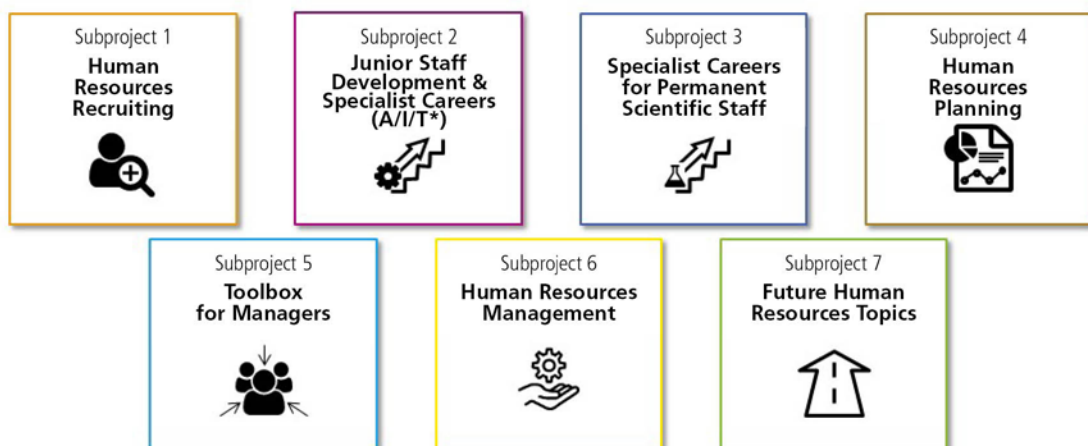 Subproject 1
Human
Resources
Recruiting
Subproject 2
Junior Staff
Development &
Specialist Careers
(A/I/T*)
Subproject 3
Specialist Careers
for Permanent
Scientific Staff
Subproject 4
Human
Resources
Planning
Subproject 5
Toolbox
for Managers
Subproject 6
Human Resources
Management
Subproject 7
Future Human
Resources Topics